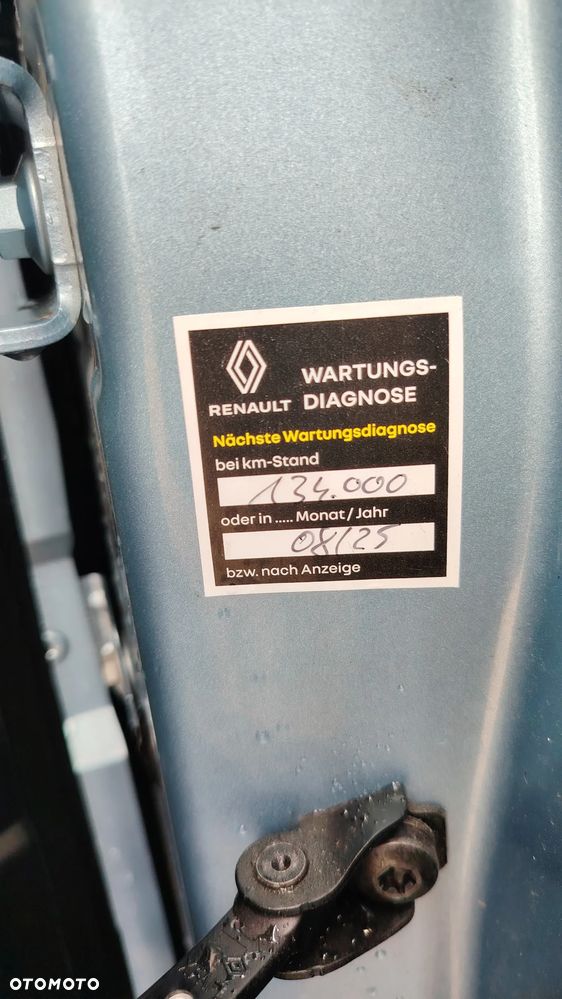 RENAULT
WARTUNGS-
DIAGNOSE
Nächste Wartungsdiagnose
bei km-Stand
134.000
oder in ..... Monat/Jahr
08/25
bzw. nach Anzeige
OTOMOTO